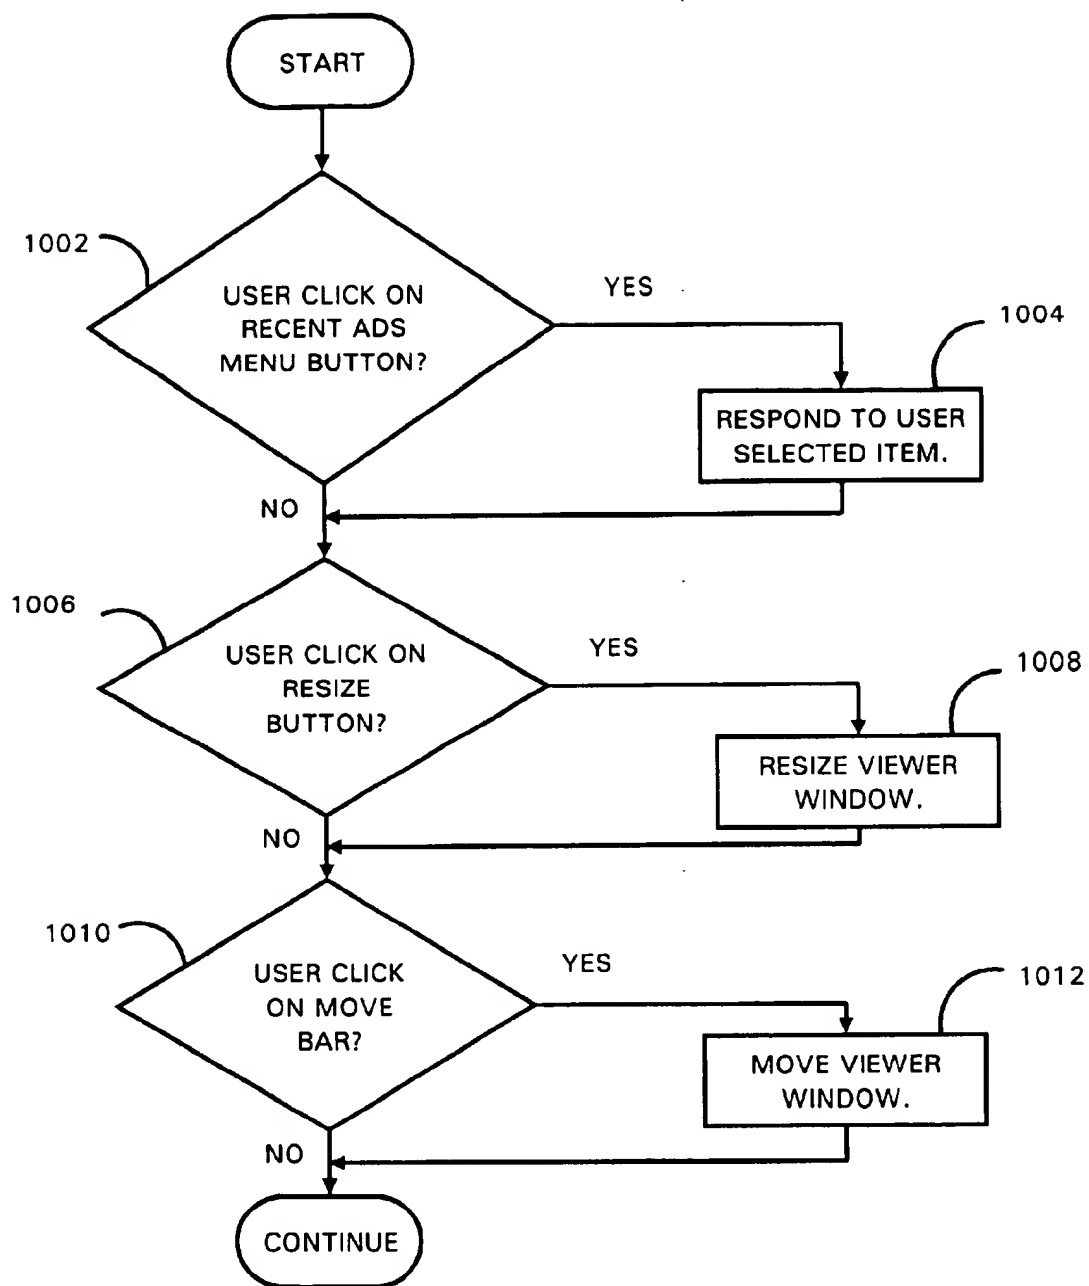 START
1002
USER CLICK ON
RECENT ADS
MENU BUTTON?
YES
1004
RESPOND TO USER
SELECTED ITEM.
NO
1006
USER CLICK ON
RESIZE
BUTTON?
YES
1008
RESIZE VIEWER
WINDOW.
NO
1010
USER CLICK
ON MOVE
BAR?
YES
1012
MOVE VIEWER
WINDOW.
NO
CONTINUE